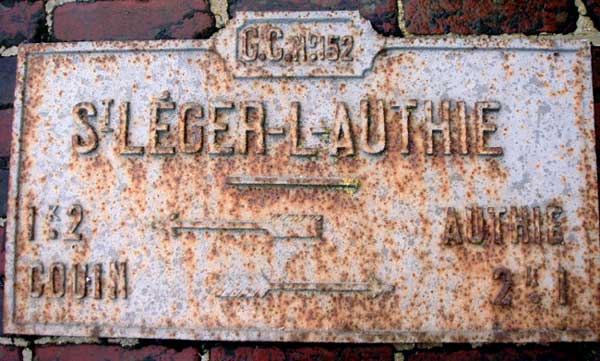 G.C. No 152
ST LÉGER-L-AUTHIE
1K2 AUTHIE
COUIN 2K1